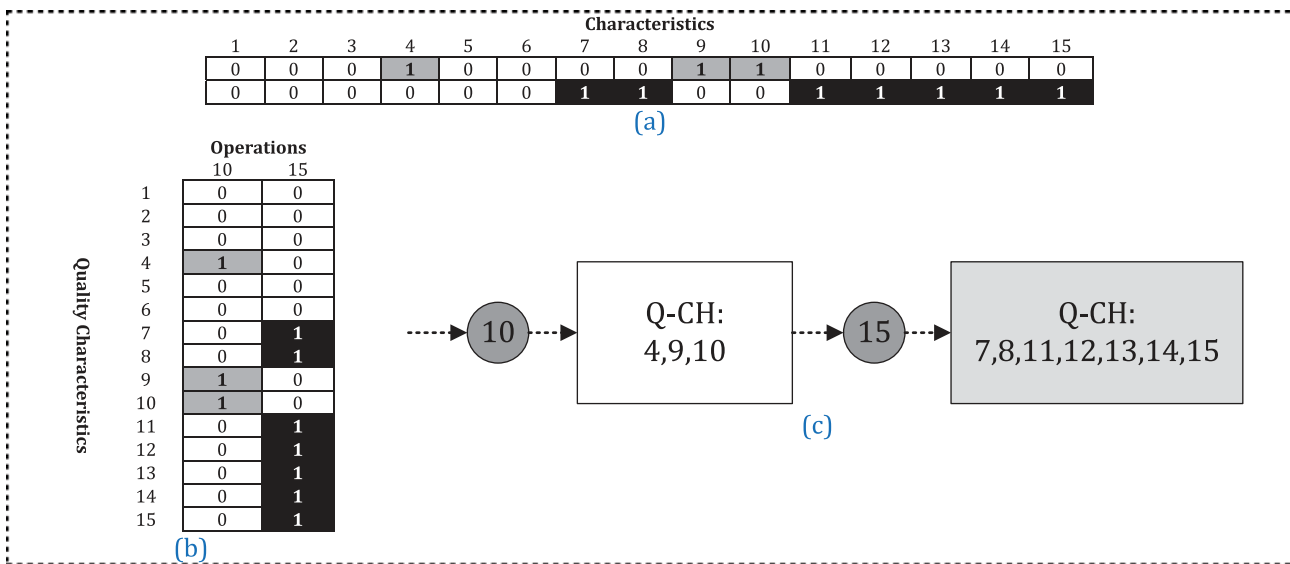 Characteristics
1 2 3 4 5 6 7 8 9 10 11 12 13 14 15
0 0 0 1 0 0 0 0 1 1 0 0 0 0 0
0 0 0 0 0 0 1 1 0 0 1 1 1 1 1
(a)
Operations
10 15
Quality Characteristics
1 0 0
2 0 0
3 0 0
4 1 0
5 0 0
6 0 0
7 0 1
8 0 1
9 1 0
10 1 0
11 0 1
12 0 1
13 0 1
14 0 1
15 0 1
(b)
10
Q-CH:
4,9,10
15
Q-CH:
7,8,11,12,13,14,15
(c)